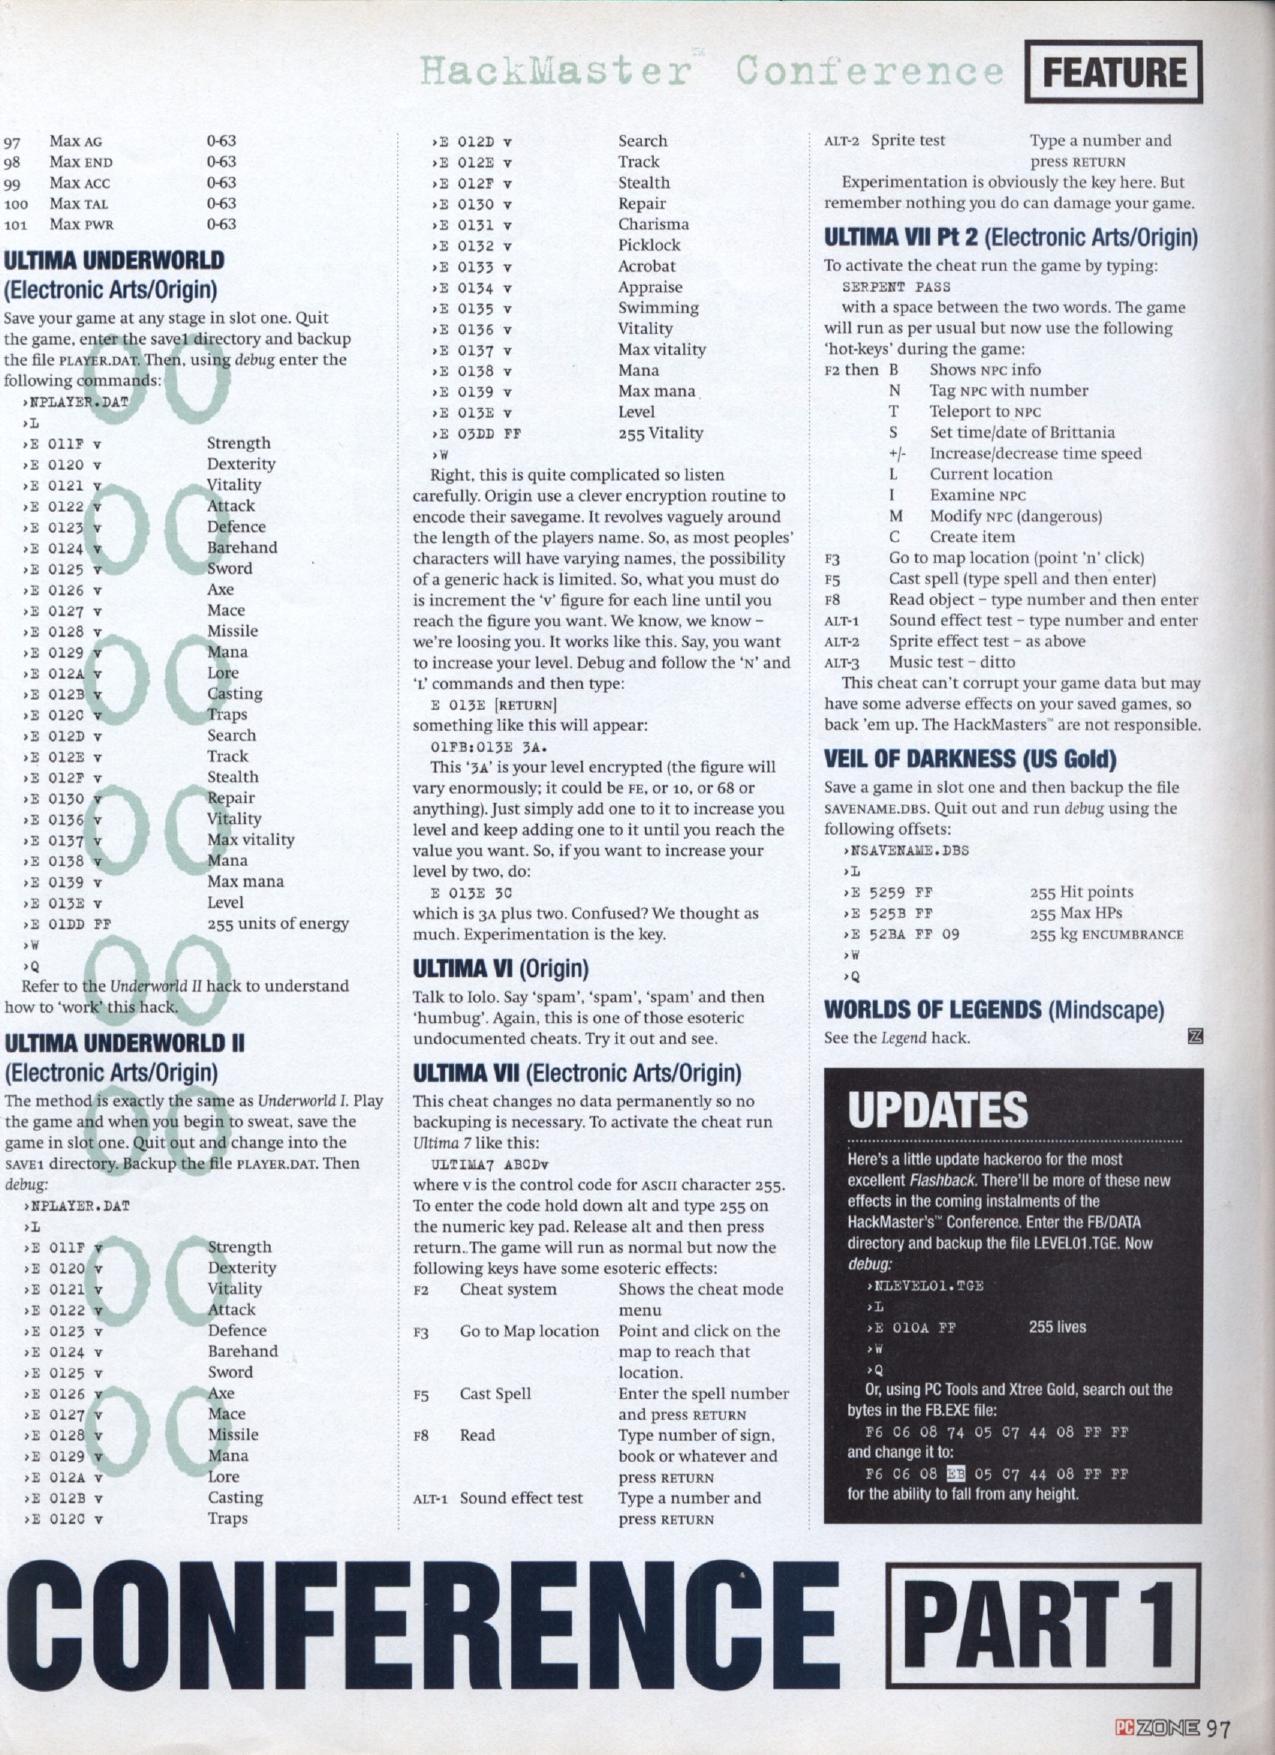 HackMaster™ Conference FEATURE
97 Max AG 0-63
98 Max END 0-63
99 Max ACC 0-63
100 Max TAL 0-63
101 Max PWR 0-63
ULTIMA UNDERWORLD
(Electronic Arts/Origin)
Save your game at any stage in slot one. Quit
the game, enter the save1 directory and backup
the file PLAYER.DAT. Then, using debug enter the
following commands:
›NPLAYER.DAT
›L
›E 011F v Strength
›E 0120 v Dexterity
›E 0121 v Vitality
›E 0122 v Attack
›E 0123 v Defence
›E 0124 v Barehand
›E 0125 v Sword
›E 0126 v Axe
›E 0127 v Mace
›E 0128 v Missile
›E 0129 v Mana
›E 012A v Lore
›E 012B v Casting
›E 012C v Traps
›E 012D v Search
›E 012E v Track
›E 012F v Stealth
›E 0130 v Repair
›E 0136 v Vitality
›E 0137 v Max vitality
›E 0138 v Mana
›E 0139 v Max mana
›E 013E v Level
›E 01DD FF 255 units of energy
›W
›Q
Refer to the Underworld II hack to understand
how to 'work' this hack.
ULTIMA UNDERWORLD II
(Electronic Arts/Origin)
The method is exactly the same as Underworld I. Play
the game and when you begin to sweat, save the
game in slot one. Quit out and change into the
SAVE1 directory. Backup the file PLAYER.DAT. Then
debug:
›NPLAYER.DAT
›L
›E 011F v Strength
›E 0120 v Dexterity
›E 0121 v Vitality
›E 0122 v Attack
›E 0123 v Defence
›E 0124 v Barehand
›E 0125 v Sword
›E 0126 v Axe
›E 0127 v Mace
›E 0128 v Missile
›E 0129 v Mana
›E 012A v Lore
›E 012B v Casting
›E 012C v Traps
›E 012D v Search
›E 012E v Track
›E 012F v Stealth
›E 0130 v Repair
›E 0131 v Charisma
›E 0132 v Picklock
›E 0133 v Acrobat
›E 0134 v Appraise
›E 0135 v Swimming
›E 0136 v Vitality
›E 0137 v Max vitality
›E 0138 v Mana
›E 0139 v Max mana
›E 013E v Level
›E 03DD FF 255 Vitality
›W
Right, this is quite complicated so listen
carefully. Origin use a clever encryption routine to
encode their savegame. It revolves vaguely around
the length of the players name. So, as most peoples'
characters will have varying names, the possibility
of a generic hack is limited. So, what you must do
is increment the 'v' figure for each line until you
reach the figure you want. We know, we know –
we're loosing you. It works like this. Say, you want
to increase your level. Debug and follow the 'N' and
'L' commands and then type:
E 013E [RETURN]
something like this will appear:
01FB:013E 3A.
This '3A' is your level encrypted (the figure will
vary enormously; it could be FE, or 10, or 68 or
anything). Just simply add one to it to increase you
level and keep adding one to it until you reach the
value you want. So, if you want to increase your
level by two, do:
E 013E 3C
which is 3A plus two. Confused? We thought as
much. Experimentation is the key.
ULTIMA VI (Origin)
Talk to Iolo. Say 'spam', 'spam', 'spam' and then
'humbug'. Again, this is one of those esoteric
undocumented cheats. Try it out and see.
ULTIMA VII (Electronic Arts/Origin)
This cheat changes no data permanently so no
backuping is necessary. To activate the cheat run
Ultima 7 like this:
ULTIMA7 ABCDv
where v is the control code for ASCII character 255.
To enter the code hold down alt and type 255 on
the numeric key pad. Release alt and then press
return. The game will run as normal but now the
following keys have some esoteric effects:
F2 Cheat system Shows the cheat mode
menu
F3 Go to Map location Point and click on the
map to reach that
location.
F5 Cast Spell Enter the spell number
and press RETURN
F8 Read Type number of sign,
book or whatever and
press RETURN
ALT-1 Sound effect test Type a number and
press RETURN
ALT-2 Sprite test Type a number and
press RETURN
Experimentation is obviously the key here. But
remember nothing you do can damage your game.
ULTIMA VII Pt 2 (Electronic Arts/Origin)
To activate the cheat run the game by typing:
SERPENT PASS
with a space between the two words. The game
will run as per usual but now use the following
'hot-keys' during the game:
F2 then B Shows NPC info
N Tag NPC with number
T Teleport to NPC
S Set time/date of Brittania
+/- Increase/decrease time speed
L Current location
I Examine NPC
M Modify NPC (dangerous)
C Create item
F3 Go to map location (point 'n' click)
F5 Cast spell (type spell and then enter)
F8 Read object – type number and then enter
ALT-1 Sound effect test – type number and enter
ALT-2 Sprite effect test – as above
ALT-3 Music test – ditto
This cheat can't corrupt your game data but may
have some adverse effects on your saved games, so
back 'em up. The HackMasters™ are not responsible.
VEIL OF DARKNESS (US Gold)
Save a game in slot one and then backup the file
SAVENAME.DBS. Quit out and run debug using the
following offsets:
›NSAVENAME.DBS
›L
›E 5259 FF 255 Hit points
›E 525B FF 255 Max HPs
›E 52BA FF 09 255 kg ENCUMBRANCE
›W
›Q
WORLDS OF LEGENDS (Mindscape)
See the Legend hack. Z
UPDATES
Here's a little update hackeroo for the most
excellent Flashback. There'll be more of these new
effects in the coming instalments of the
HackMaster's™ Conference. Enter the FB/DATA
directory and backup the file LEVEL01.TGE. Now
debug:
›NLEVEL01.TGE
›L
›E 010A FF 255 lives
›W
›Q
Or, using PC Tools and Xtree Gold, search out the
bytes in the FB.EXE file:
F6 C6 08 74 05 C7 44 08 FF FF
and change it to:
F6 C6 08 EB 05 C7 44 08 FF FF
for the ability to fall from any height.
00
00
00
00
00
00
00
00
CONFERENCE PART 1
PC ZONE 97